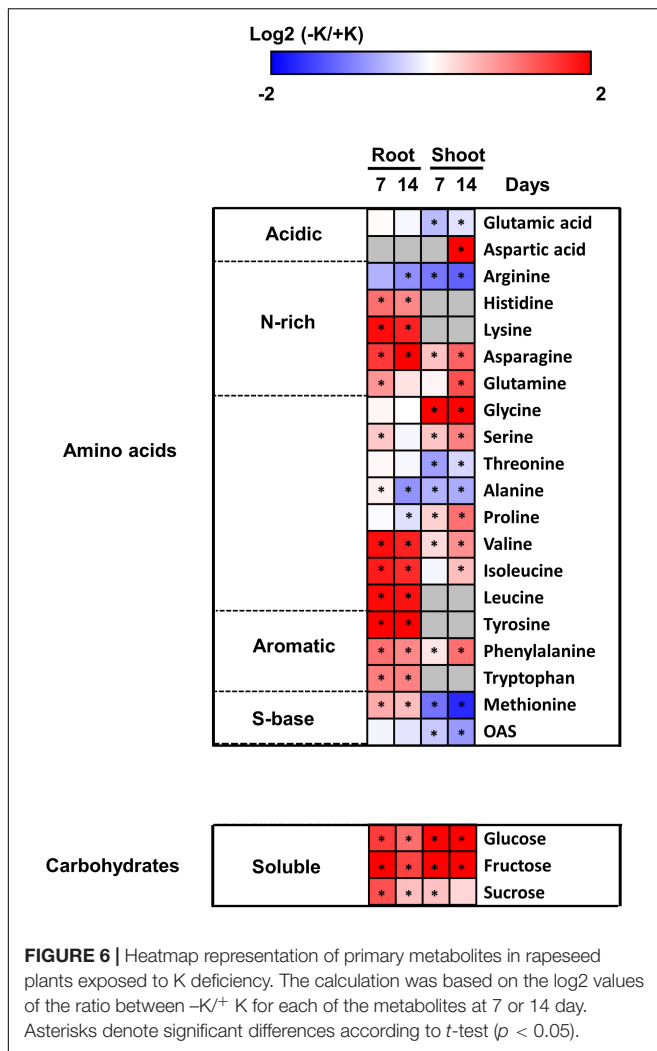 Log2 (-K/+K)
-2 2
Root Shoot
7 14 7 14 Days
Acidic
* * Glutamic acid
* Aspartic acid
N-rich
* * * Arginine
* * Histidine
* * Lysine
* * * * Asparagine
* * Glutamine
Amino acids
* * Glycine
* * * Serine
* * Threonine
* * * * Alanine
* * * Proline
* * * * Valine
* * * Isoleucine
* * Leucine
Aromatic
* * Tyrosine
* * * * Phenylalanine
* * Tryptophan
S-base
* * * * Methionine
* * OAS
Carbohydrates
Soluble
* * * * Glucose
* * * * Fructose
* * * Sucrose
FIGURE 6 | Heatmap representation of primary metabolites in rapeseed
plants exposed to K deficiency. The calculation was based on the log2 values
of the ratio between –K/⁺ K for each of the metabolites at 7 or 14 day.
Asterisks denote significant differences according to t-test (p < 0.05).